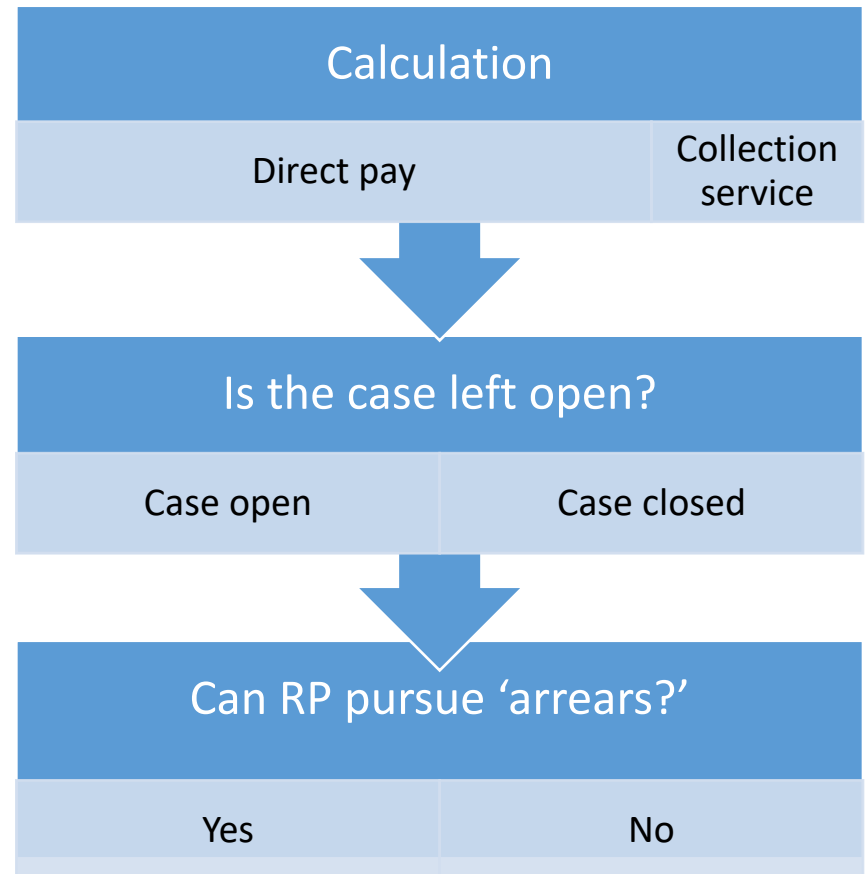 Calculation
Direct pay
Collection
service
Is the case left open?
Case open
Case closed
Can RP pursue ‘arrears?’
Yes
No